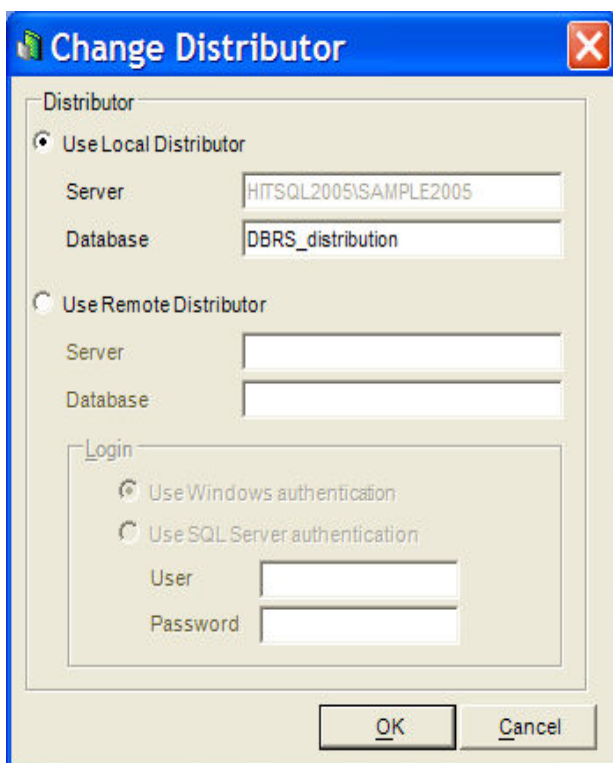 Change Distributor
Distributor
Use Local Distributor
Server HITSQL2005\SAMPLE2005
Database DBRS_distribution
Use Remote Distributor
Server
Database
Login
Use Windows authentication
Use SQL Server authentication
User
Password
OK Cancel